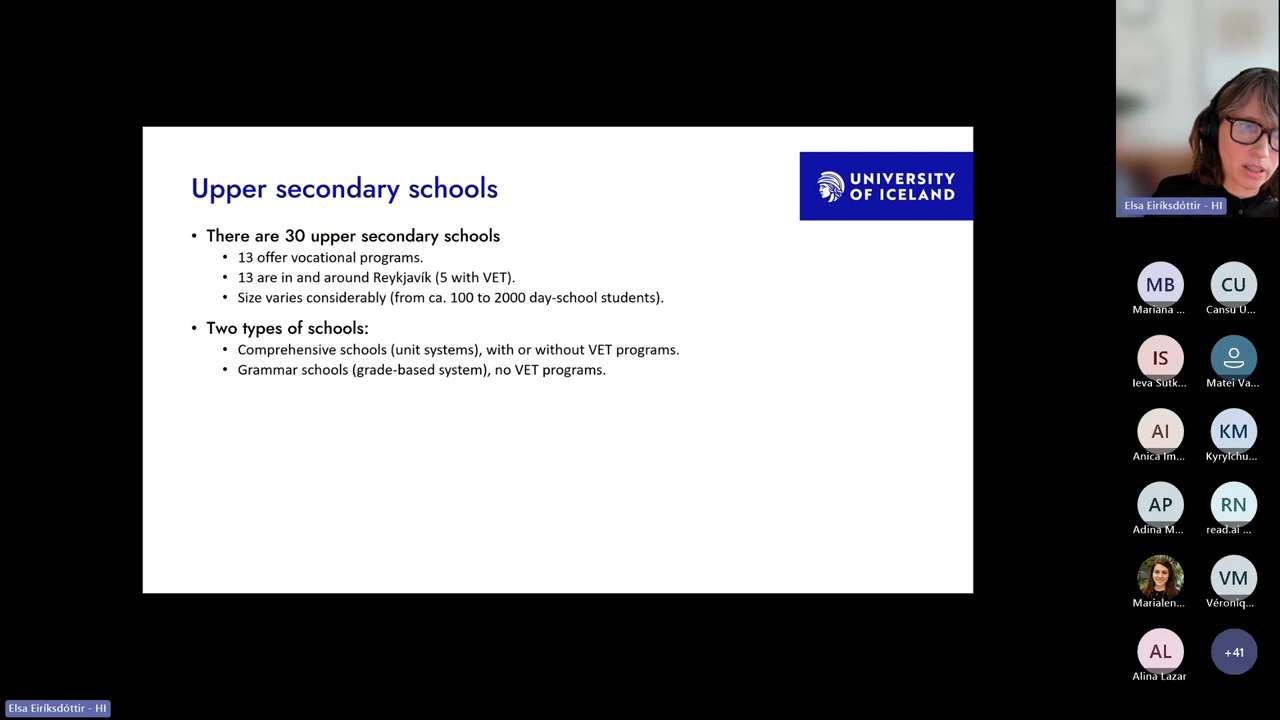 Upper secondary schools
UNIVERSITY
OF ICELAND
• There are 30 upper secondary schools
• 13 offer vocational programs.
• 13 are in and around Reykjavík (5 with VET).
• Size varies considerably (from ca. 100 to 2000 day-school students).
• Two types of schools:
• Comprehensive schools (unit systems), with or without VET programs.
• Grammar schools (grade-based system), no VET programs.
Elsa Eiríksdóttir - HI
MB
CU
Mariana ...
Cansu U...
IS
Ieva Sutk...
Matei Va...
AI
KM
Anica Im...
Kyrylchu...
AP
RN
Adina M...
read.ai ...
VM
Marialen...
Véroniq...
AL
+41
Alina Lazar
Elsa Eiríksdóttir - HI